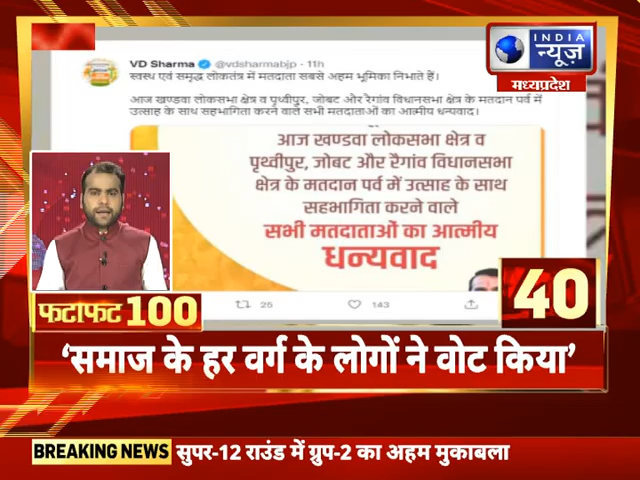 VD Sharma @vdsharmabjp · 11h
स्वस्थ एवं समृद्ध लोकतंत्र में मतदाता सबसे अहम भूमिका निभाते हैं।
आज खण्डवा लोकसभा क्षेत्र व पृथ्वीपुर, जोबट और रैगांव विधानसभा क्षेत्र के मतदान पर्व में
उत्साह के साथ सहभागिता करने वाले सभी मतदाताओं का आत्मीय धन्यवाद।
INDIA
न्यूज़
मध्यप्रदेश
आज खण्डवा लोकसभा क्षेत्र व
पृथ्वीपुर, जोबट और रैगांव विधानसभा
क्षेत्र के मतदान पर्व में उत्साह के साथ
सहभागिता करने वाले
सभी मतदाताओं का आत्मीय
धन्यवाद
25 143
फटाफट 100
40
‘समाज के हर वर्ग के लोगों ने वोट किया’
BREAKING NEWS सुपर-12 राउंड में ग्रुप-2 का अहम मुकाबला